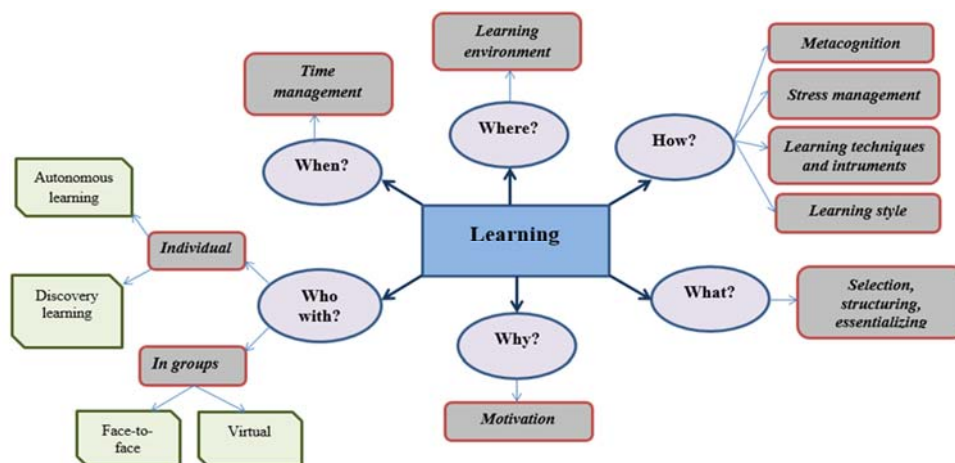 Learning
environment
Time
management
Metacognition
Stress management
Learning techniques
and intruments
Learning style
Where?
How?
When?
Autonomous
learning
Learning
Individual
Discovery
learning
Who
with?
What?
Selection,
structuring,
essentializing
Why?
In groups
Motivation
Face-to-
face
Virtual